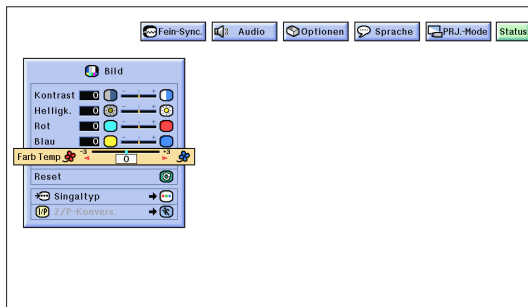 Fein-Sync. Audio Optionen Sprache PRJ.-Mode Status
Bild
Kontrast 0
Helligk. 0
Rot 0
Blau 0
Farb Temp -3 0 +3
Reset
Singaltyp
I/P Z/P-Konvers.